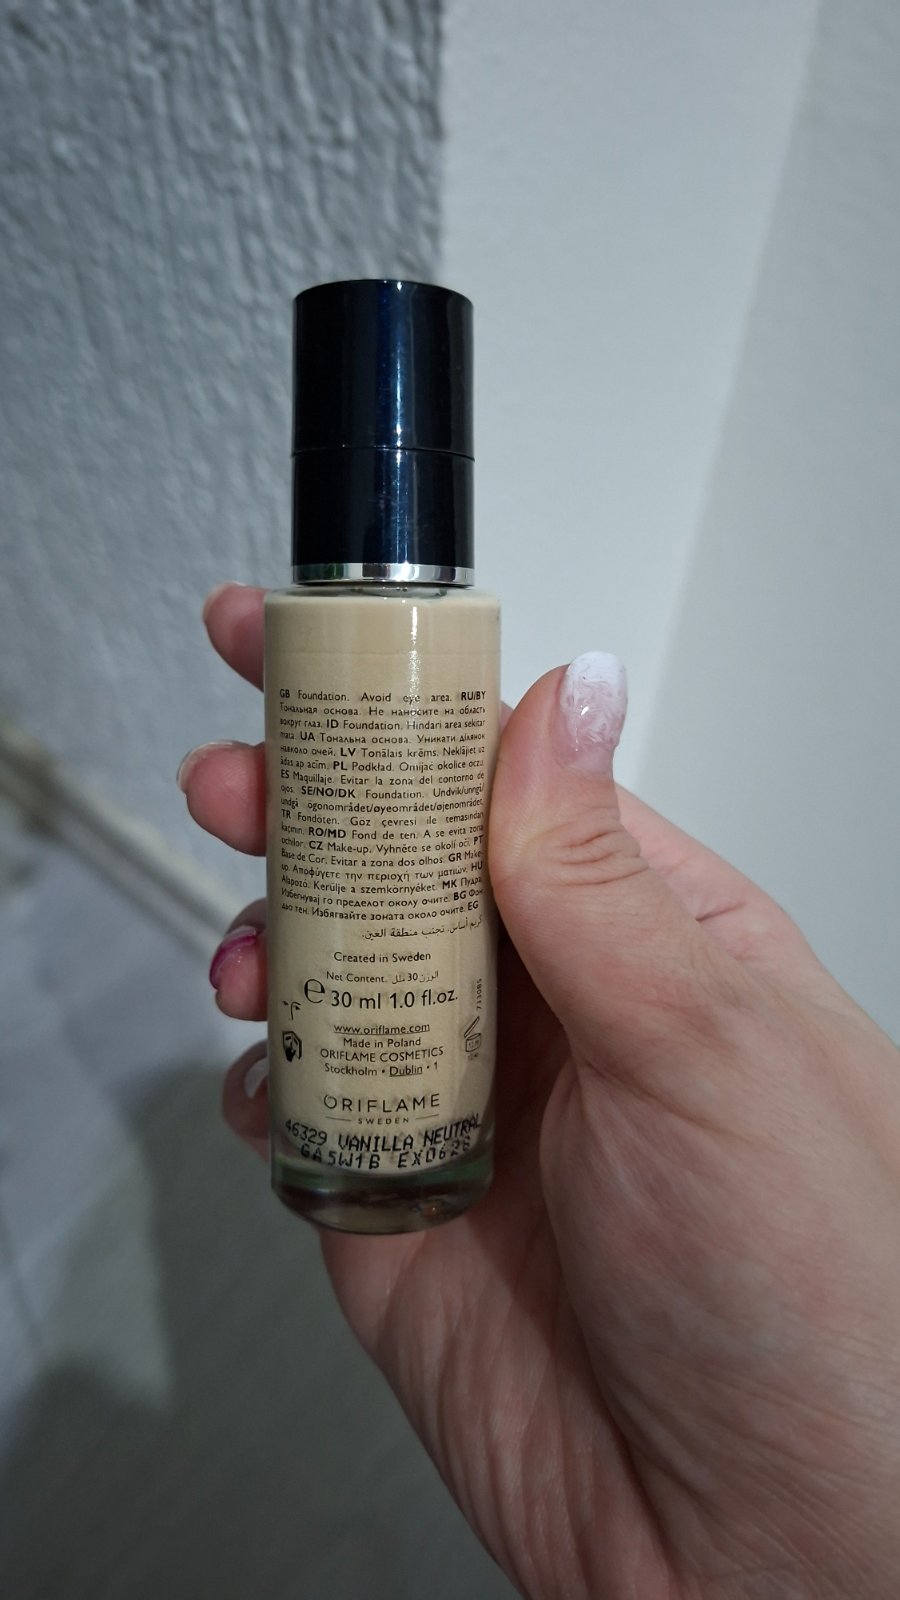 GB Foundation. Avoid eye area. RU/BY
Тональная основа. Не наносите на область
вокруг глаз. ID Foundation. Hindari area sekitar
mata. UA Тональна основа. Уникати ділянок
навколо очей. LV Tonālais krēms. Neklājiet uz
ādas ap acīm. PL Podkład. Omijać okolice oczu.
ES Maquillaje. Evitar la zona del contorno de
ojos. SE/NO/DK Foundation. Undvik/unngå/
undgå ögonområdet/øyeområdet/øjenområdet.
TR Fondöten. Göz çevresi ile temasından
kaçının. RO/MD Fond de ten. A se evita zona
ochilor. CZ Make-up. Vyhněte se okolí očí. PT
Base de Cor. Evitar a zona dos olhos. GR Make-
up. Αποφύγετε την περιοχή των ματιών. HU
Alapozó. Kerülje a szemkörnyéket. MK Пудра.
Избегнувај го пределот околу очите. BG Фон
дьо тен. Избягвайте зоната около очите. EG
كريم أساس. تجنب منطقة العين.
Created in Sweden
Net Content. الوزن 30 ملل
e 30 ml 1.0 fl.oz.
www.oriflame.com
Made in Poland
ORIFLAME COSMETICS
Stockholm • Dublin • 1
ORIFLAME
SWEDEN
46329 VANILLA NEUTRAL